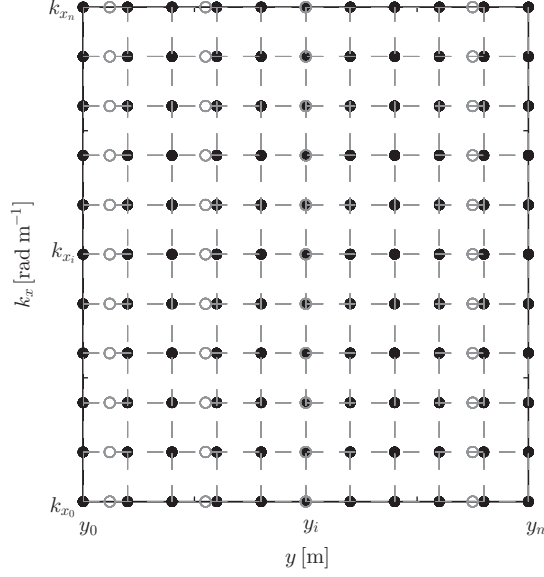 k_{x_n}
k_{x_i}
k_x [rad m^{-1}]
k_{x_0}
y_0 y_i y_n
y [m]